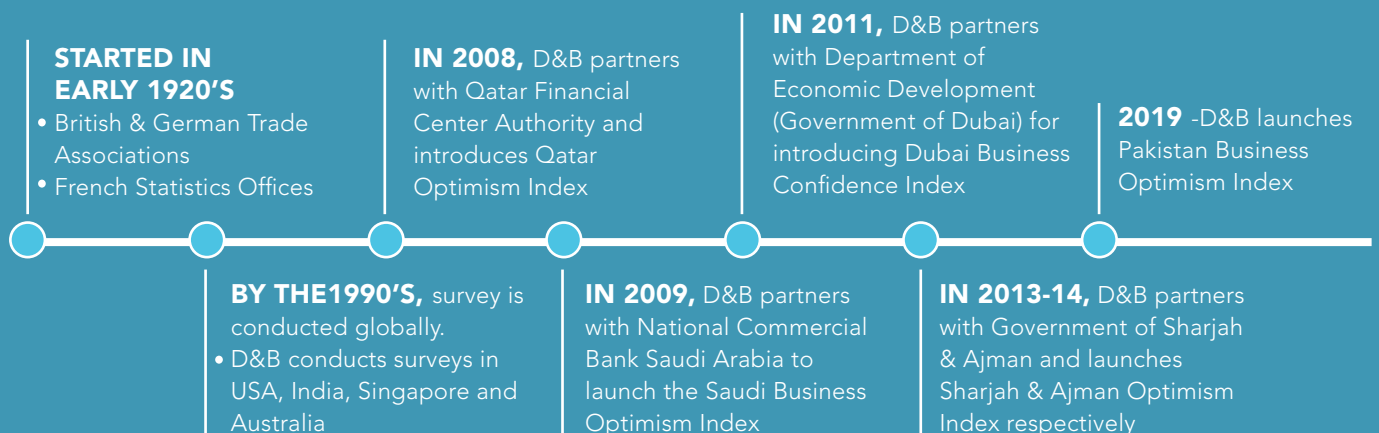 STARTED IN
EARLY 1920'S
• British & German Trade
Associations
• French Statistics Offices
BY THE1990'S, survey is
conducted globally.
• D&B conducts surveys in
USA, India, Singapore and
Australia
IN 2008, D&B partners
with Qatar Financial
Center Authority and
introduces Qatar
Optimism Index
IN 2009, D&B partners
with National Commercial
Bank Saudi Arabia to
launch the Saudi Business
Optimism Index
IN 2011, D&B partners
with Department of
Economic Development
(Government of Dubai) for
introducing Dubai Business
Confidence Index
IN 2013-14, D&B partners
with Government of Sharjah
& Ajman and launches
Sharjah & Ajman Optimism
Index respectively
2019 -D&B launches
Pakistan Business
Optimism Index